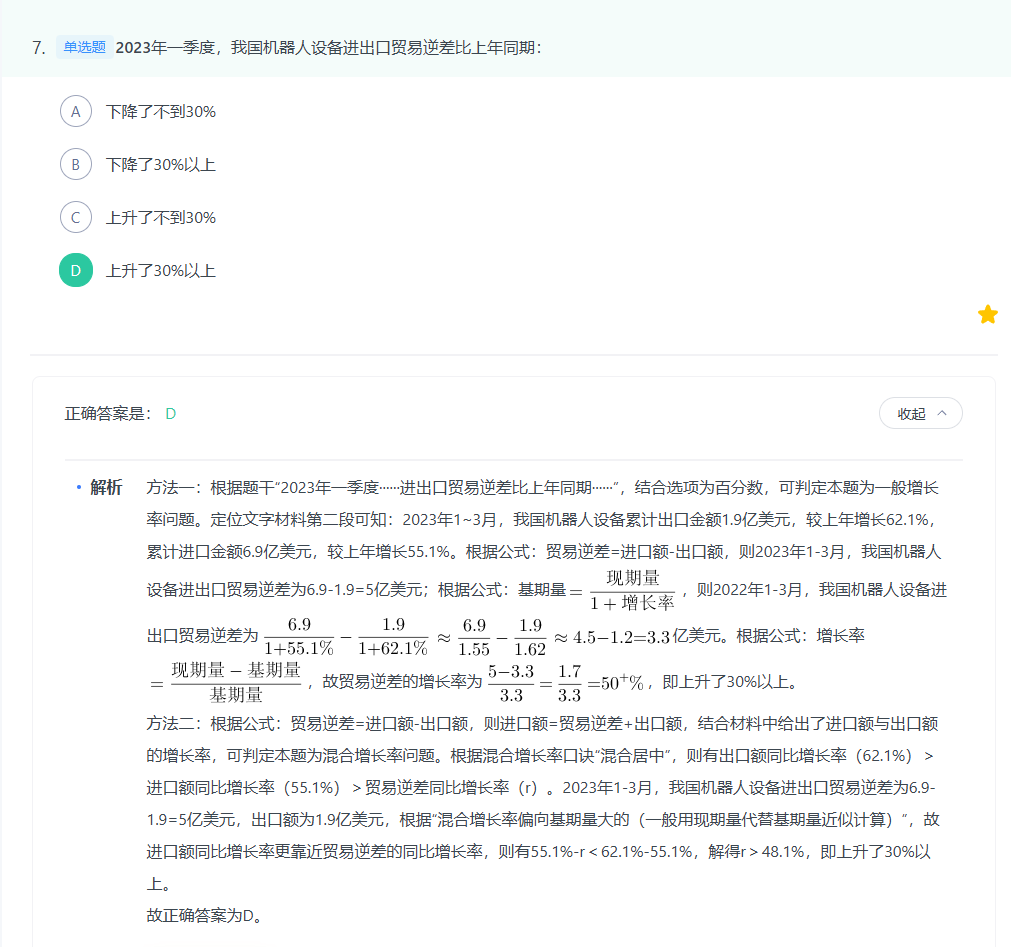 7. 单选题 2023年一季度，我国机器人设备进出口贸易逆差比上年同期：
A 下降了不到30%
B 下降了30%以上
C 上升了不到30%
D 上升了30%以上
正确答案是： D
收起
解析 方法一：根据题干“2023年一季度……进出口贸易逆差比上年同期……”，结合选项为百分数，可判定本题为一般增长
率问题。定位文字材料第二段可知：2023年1~3月，我国机器人设备累计出口金额1.9亿美元，较上年增长62.1%，
累计进口金额6.9亿美元，较上年增长55.1%。根据公式：贸易逆差=进口额-出口额，则2023年1-3月，我国机器人
设备进出口贸易逆差为6.9-1.9=5亿美元；根据公式：基期量=现期量/(1+增长率)，则2022年1-3月，我国机器人设备进
出口贸易逆差为 6.9/(1+55.1%) − 1.9/(1+62.1%) ≈ 6.9/1.55 − 1.9/1.62 ≈ 4.5−1.2=3.3亿美元。根据公式：增长率
=(现期量−基期量)/基期量，故贸易逆差的增长率为 (5−3.3)/3.3 = 1.7/3.3 =50⁺%，即上升了30%以上。
方法二：根据公式：贸易逆差=进口额-出口额，则进口额=贸易逆差+出口额，结合材料中给出了进口额与出口额
的增长率，可判定本题为混合增长率问题。根据混合增长率口诀“混合居中”，则有出口额同比增长率（62.1%）>
进口额同比增长率（55.1%）>贸易逆差同比增长率（r）。2023年1-3月，我国机器人设备进出口贸易逆差为6.9-
1.9=5亿美元，出口额为1.9亿美元，根据“混合增长率偏向基期量大的（一般用现期量代替基期量近似计算）”，故
进口额同比增长率更靠近贸易逆差的同比增长率，则有55.1%-r＜62.1%-55.1%，解得r＞48.1%，即上升了30%以
上。
故正确答案为D。